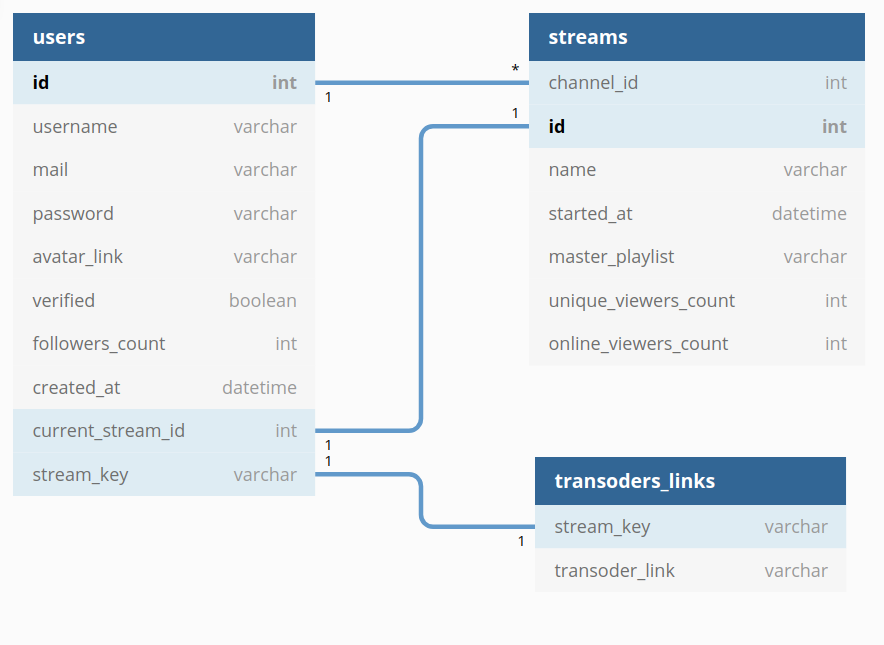 users
id int
username varchar
mail varchar
password varchar
avatar_link varchar
verified boolean
followers_count int
created_at datetime
current_stream_id int
stream_key varchar
1
*
1
1
1
1
streams
channel_id int
id int
name varchar
started_at datetime
master_playlist varchar
unique_viewers_count int
online_viewers_count int
transoders_links
stream_key varchar
transoder_link varchar